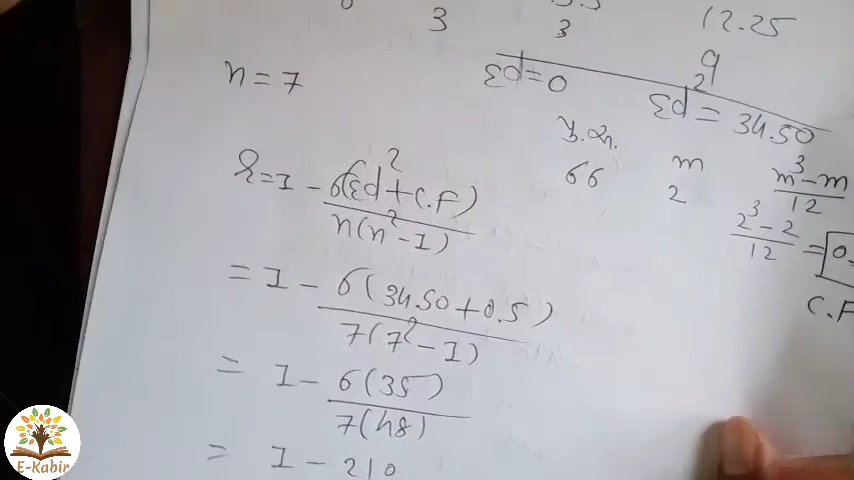 3 3 12.25
9
n = 7 Σd=0 Σd² = 34.50
પુ.અ. m m³-m/12
66 2 2³-2/12 = 0.
C.F
r = 1 - 6(Σd²+C.F)/n(n²-1)
= 1 - 6(34.50+0.5)/7(7²-1)
= 1 - 6(35)/7(48)
= 1 - 210
E-Kabir